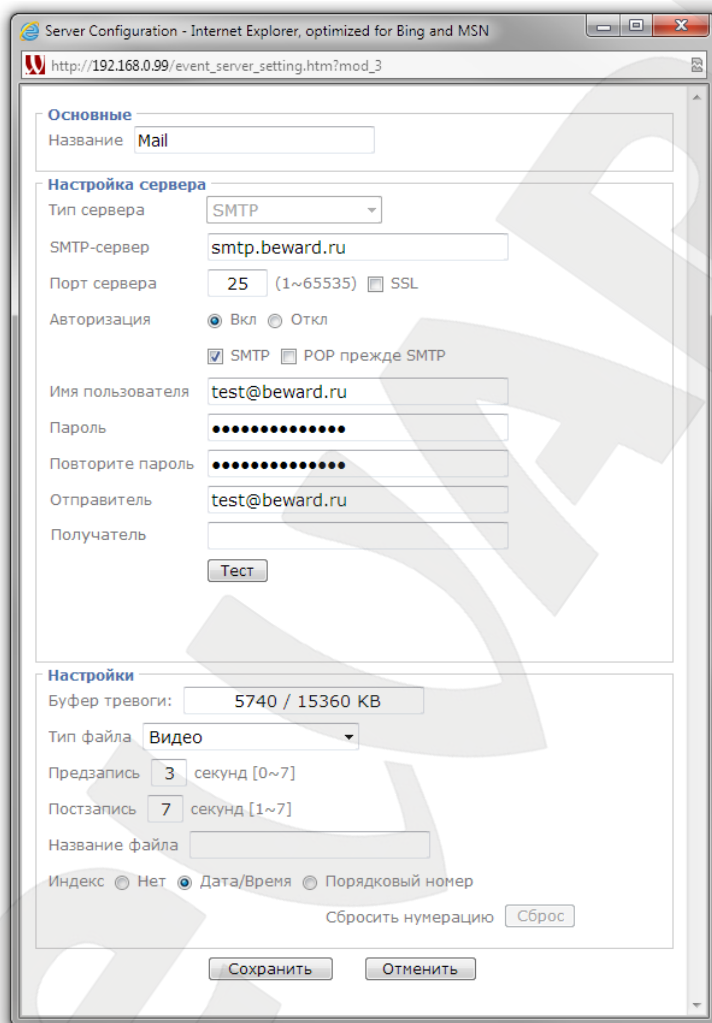 Server Configuration - Internet Explorer, optimized for Bing and MSN
http://192.168.0.99/event_server_setting.htm?mod_3
Основные
Название Mail
Настройка сервера
Тип сервера SMTP
SMTP-сервер smtp.beward.ru
Порт сервера 25 (1~65535) SSL
Авторизация Вкл Откл
SMTP POP прежде SMTP
Имя пользователя test@beward.ru
Пароль ••••••••••••••
Повторите пароль ••••••••••••••
Отправитель test@beward.ru
Получатель
Тест
Настройки
Буфер тревоги: 5740 / 15360 KB
Тип файла Видео
Предзапись 3 секунд [0~7]
Постзапись 7 секунд [1~7]
Название файла
Индекс Нет Дата/Время Порядковый номер
Сбросить нумерацию Сброс
Сохранить Отменить